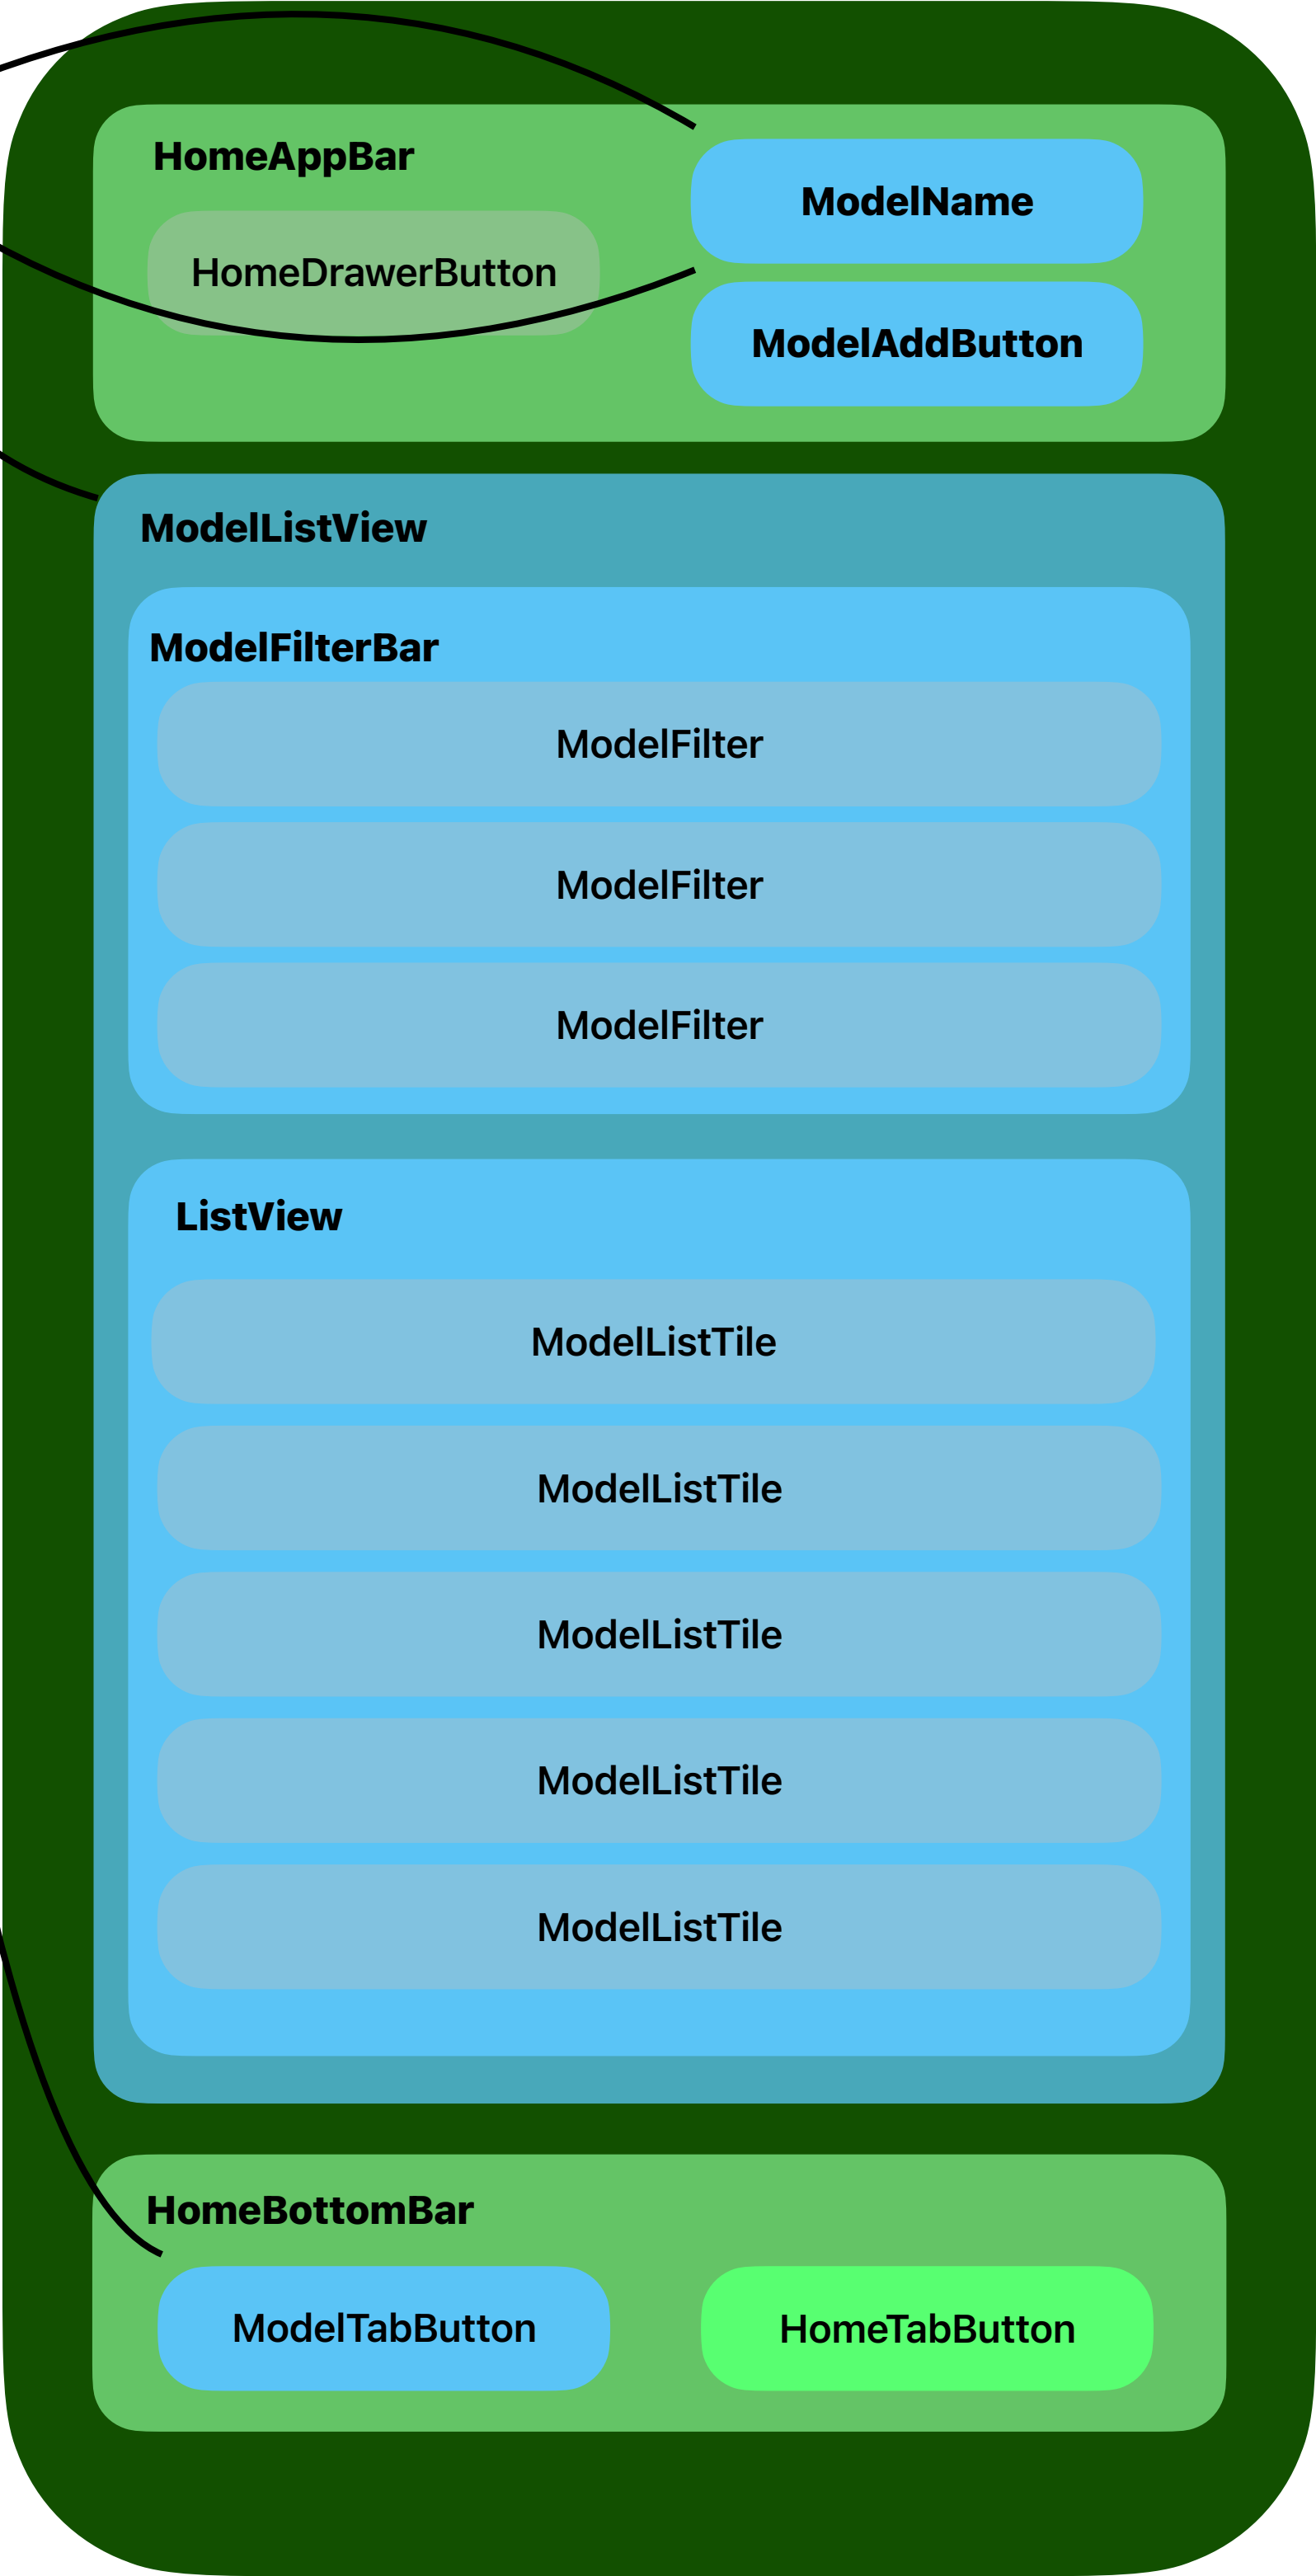 HomeAppBar
HomeDrawerButton
ModelName
ModelAddButton
ModelListView
ModelFilterBar
ModelFilter
ModelFilter
ModelFilter
ListView
ModelListTile
ModelListTile
ModelListTile
ModelListTile
ModelListTile
HomeBottomBar
ModelTabButton
HomeTabButton